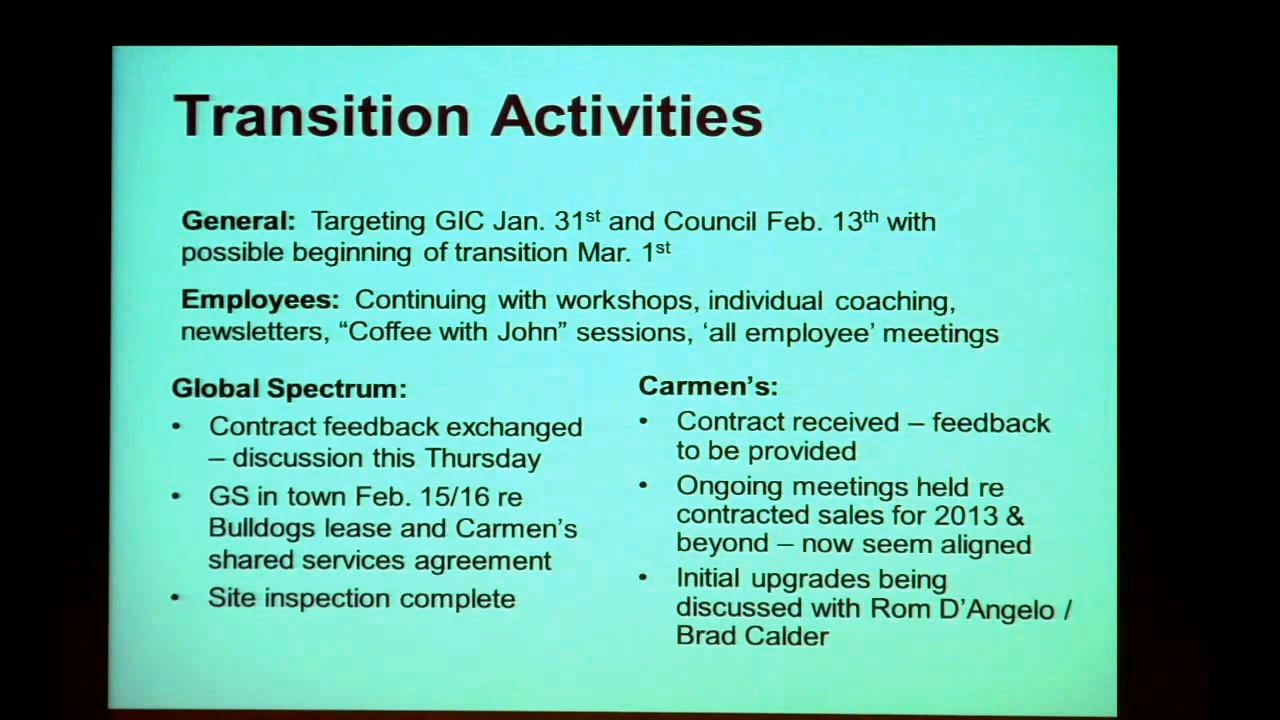 Transition Activities
General: Targeting GIC Jan. 31st and Council Feb. 13th with
possible beginning of transition Mar. 1st
Employees: Continuing with workshops, individual coaching,
newsletters, “Coffee with John” sessions, ‘all employee’ meetings
Global Spectrum:
• Contract feedback exchanged
– discussion this Thursday
• GS in town Feb. 15/16 re
Bulldogs lease and Carmen’s
shared services agreement
• Site inspection complete
Carmen’s:
• Contract received – feedback
to be provided
• Ongoing meetings held re
contracted sales for 2013 &
beyond – now seem aligned
• Initial upgrades being
discussed with Rom D’Angelo /
Brad Calder